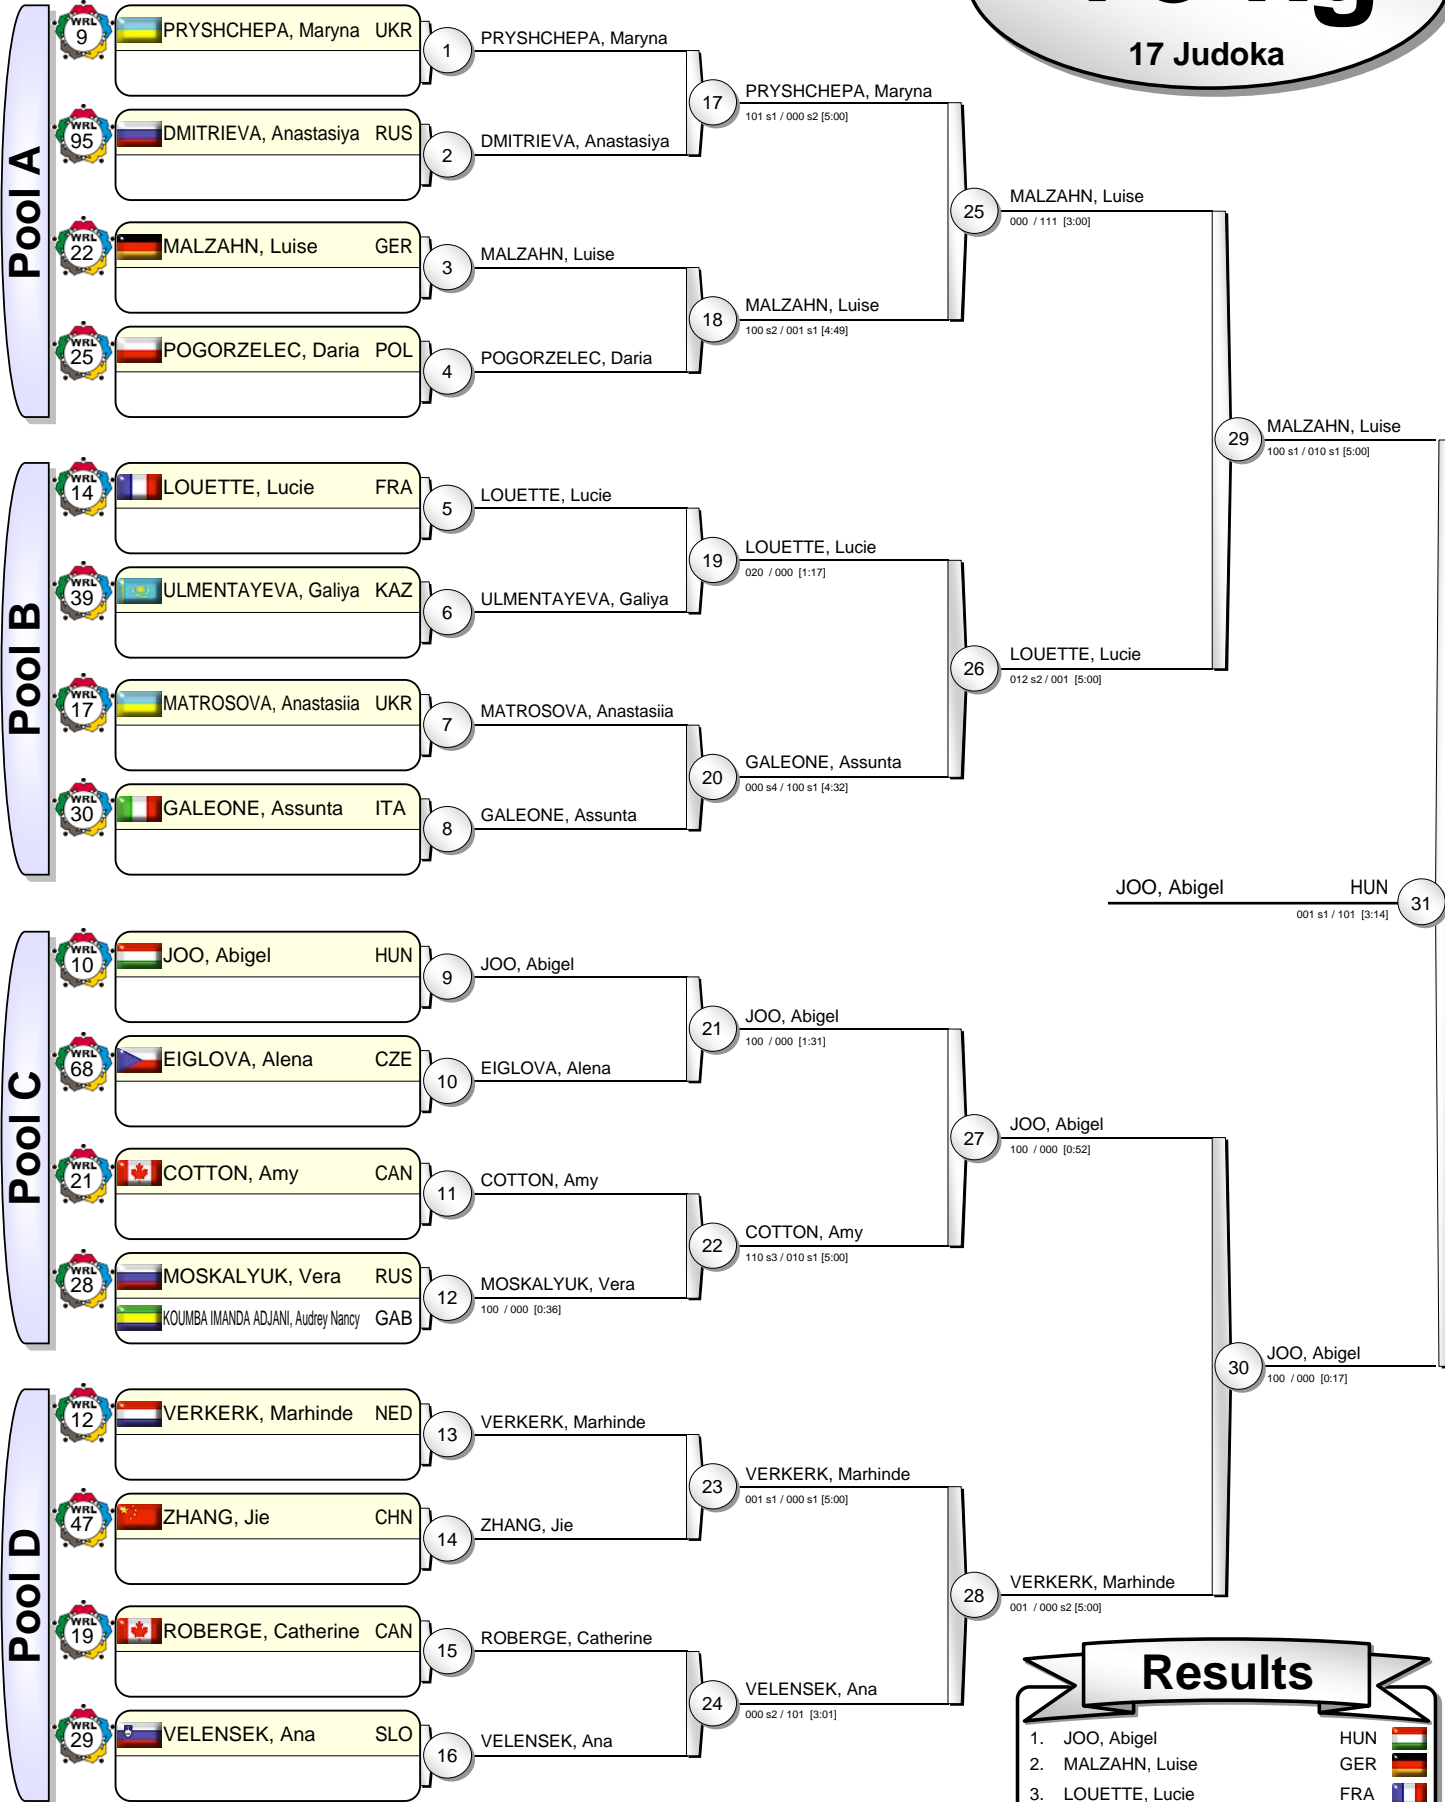 17 Judoka
Pool A
WRL 9 PRYSHCHEPA, Maryna UKR
WRL 95 DMITRIEVA, Anastasiya RUS
WRL 22 MALZAHN, Luise GER
WRL 25 POGORZELEC, Daria POL
1 PRYSHCHEPA, Maryna
2 DMITRIEVA, Anastasiya
3 MALZAHN, Luise
4 POGORZELEC, Daria
17 PRYSHCHEPA, Maryna
101 s1 / 000 s2 [5:00]
18 MALZAHN, Luise
100 s2 / 001 s1 [4:49]
25 MALZAHN, Luise
000 / 111 [3:00]
Pool B
WRL 14 LOUETTE, Lucie FRA
WRL 39 ULMENTAYEVA, Galiya KAZ
WRL 17 MATROSOVA, Anastasiia UKR
WRL 30 GALEONE, Assunta ITA
5 LOUETTE, Lucie
6 ULMENTAYEVA, Galiya
7 MATROSOVA, Anastasiia
8 GALEONE, Assunta
19 LOUETTE, Lucie
020 / 000 [1:17]
20 GALEONE, Assunta
000 s4 / 100 s1 [4:32]
26 LOUETTE, Lucie
012 s2 / 001 [5:00]
29 MALZAHN, Luise
100 s1 / 010 s1 [5:00]
JOO, Abigel HUN 31
001 s1 / 101 [3:14]
Pool C
WRL 10 JOO, Abigel HUN
WRL 68 EIGLOVA, Alena CZE
WRL 21 COTTON, Amy CAN
WRL 28 MOSKALYUK, Vera RUS
KOUMBA IMANDA ADJANI, Audrey Nancy GAB
9 JOO, Abigel
10 EIGLOVA, Alena
11 COTTON, Amy
12 MOSKALYUK, Vera
100 / 000 [0:36]
21 JOO, Abigel
100 / 000 [1:31]
22 COTTON, Amy
110 s3 / 010 s1 [5:00]
27 JOO, Abigel
100 / 000 [0:52]
Pool D
WRL 12 VERKERK, Marhinde NED
WRL 47 ZHANG, Jie CHN
WRL 19 ROBERGE, Catherine CAN
WRL 29 VELENSEK, Ana SLO
13 VERKERK, Marhinde
14 ZHANG, Jie
15 ROBERGE, Catherine
16 VELENSEK, Ana
23 VERKERK, Marhinde
001 s1 / 000 s1 [5:00]
24 VELENSEK, Ana
000 s2 / 101 [3:01]
28 VERKERK, Marhinde
001 / 000 s2 [5:00]
30 JOO, Abigel
100 / 000 [0:17]
Results
1. JOO, Abigel HUN
2. MALZAHN, Luise GER
3. LOUETTE, Lucie FRA